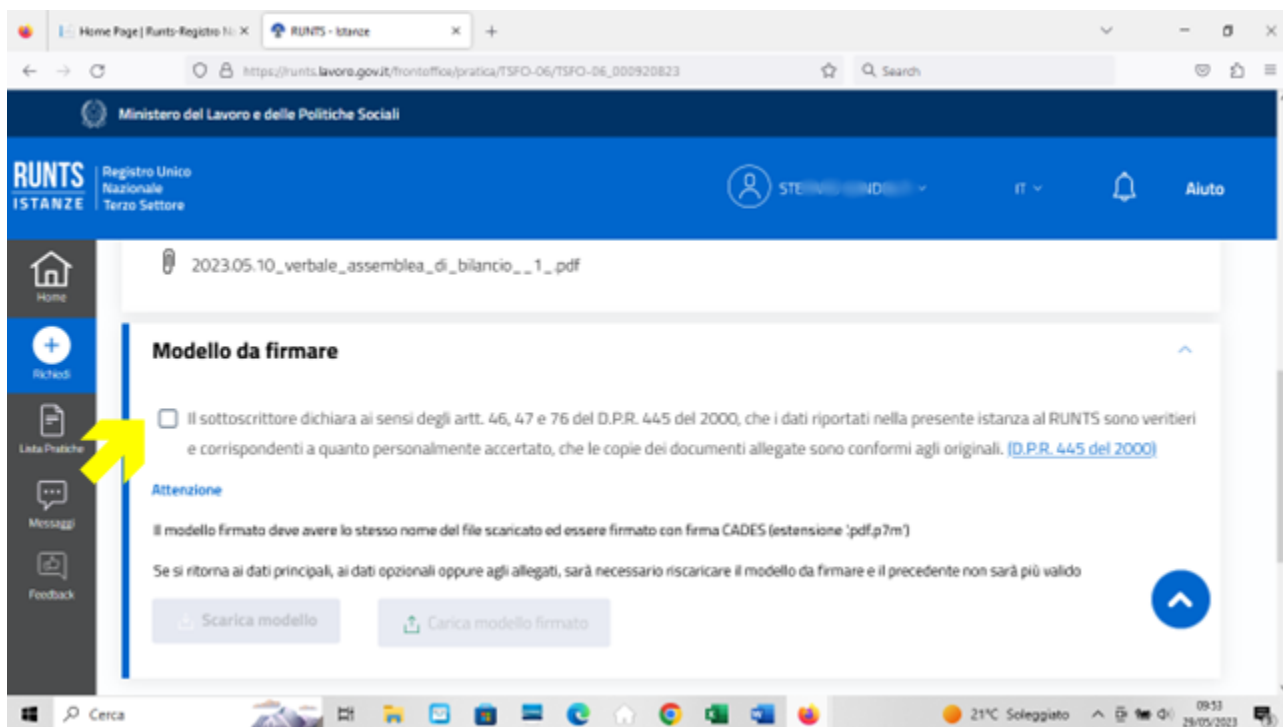 Home Page | Runts-Registro N
RUNTS - Istanze
https://runts.lavoro.gov.it/frontoffice/pratica/TSFO-06/TSFO-06_000920823
Search
Ministero del Lavoro e delle Politiche Sociali
RUNTS
ISTANZE
Registro Unico
Nazionale
Terzo Settore
IT
Aiuto
2023.05.10_verbale_assemblea_di_bilancio__1_.pdf
Home
Richiedi
Lista Pratiche
Messaggi
Feedback
Modello da firmare
Il sottoscrittore dichiara ai sensi degli artt. 46, 47 e 76 del D.P.R. 445 del 2000, che i dati riportati nella presente istanza al RUNTS sono veritieri
e corrispondenti a quanto personalmente accertato, che le copie dei documenti allegate sono conformi agli originali. (D.P.R. 445 del 2000)
Attenzione
Il modello firmato deve avere lo stesso nome del file scaricato ed essere firmato con firma CADES (estensione '.pdf.p7m')
Se si ritorna ai dati principali, ai dati opzionali oppure agli allegati, sarà necessario riscaricare il modello da firmare e il precedente non sarà più valido
Scarica modello
Carica modello firmato
Cerca
21°C Soleggiato
09:53
29/05/2023